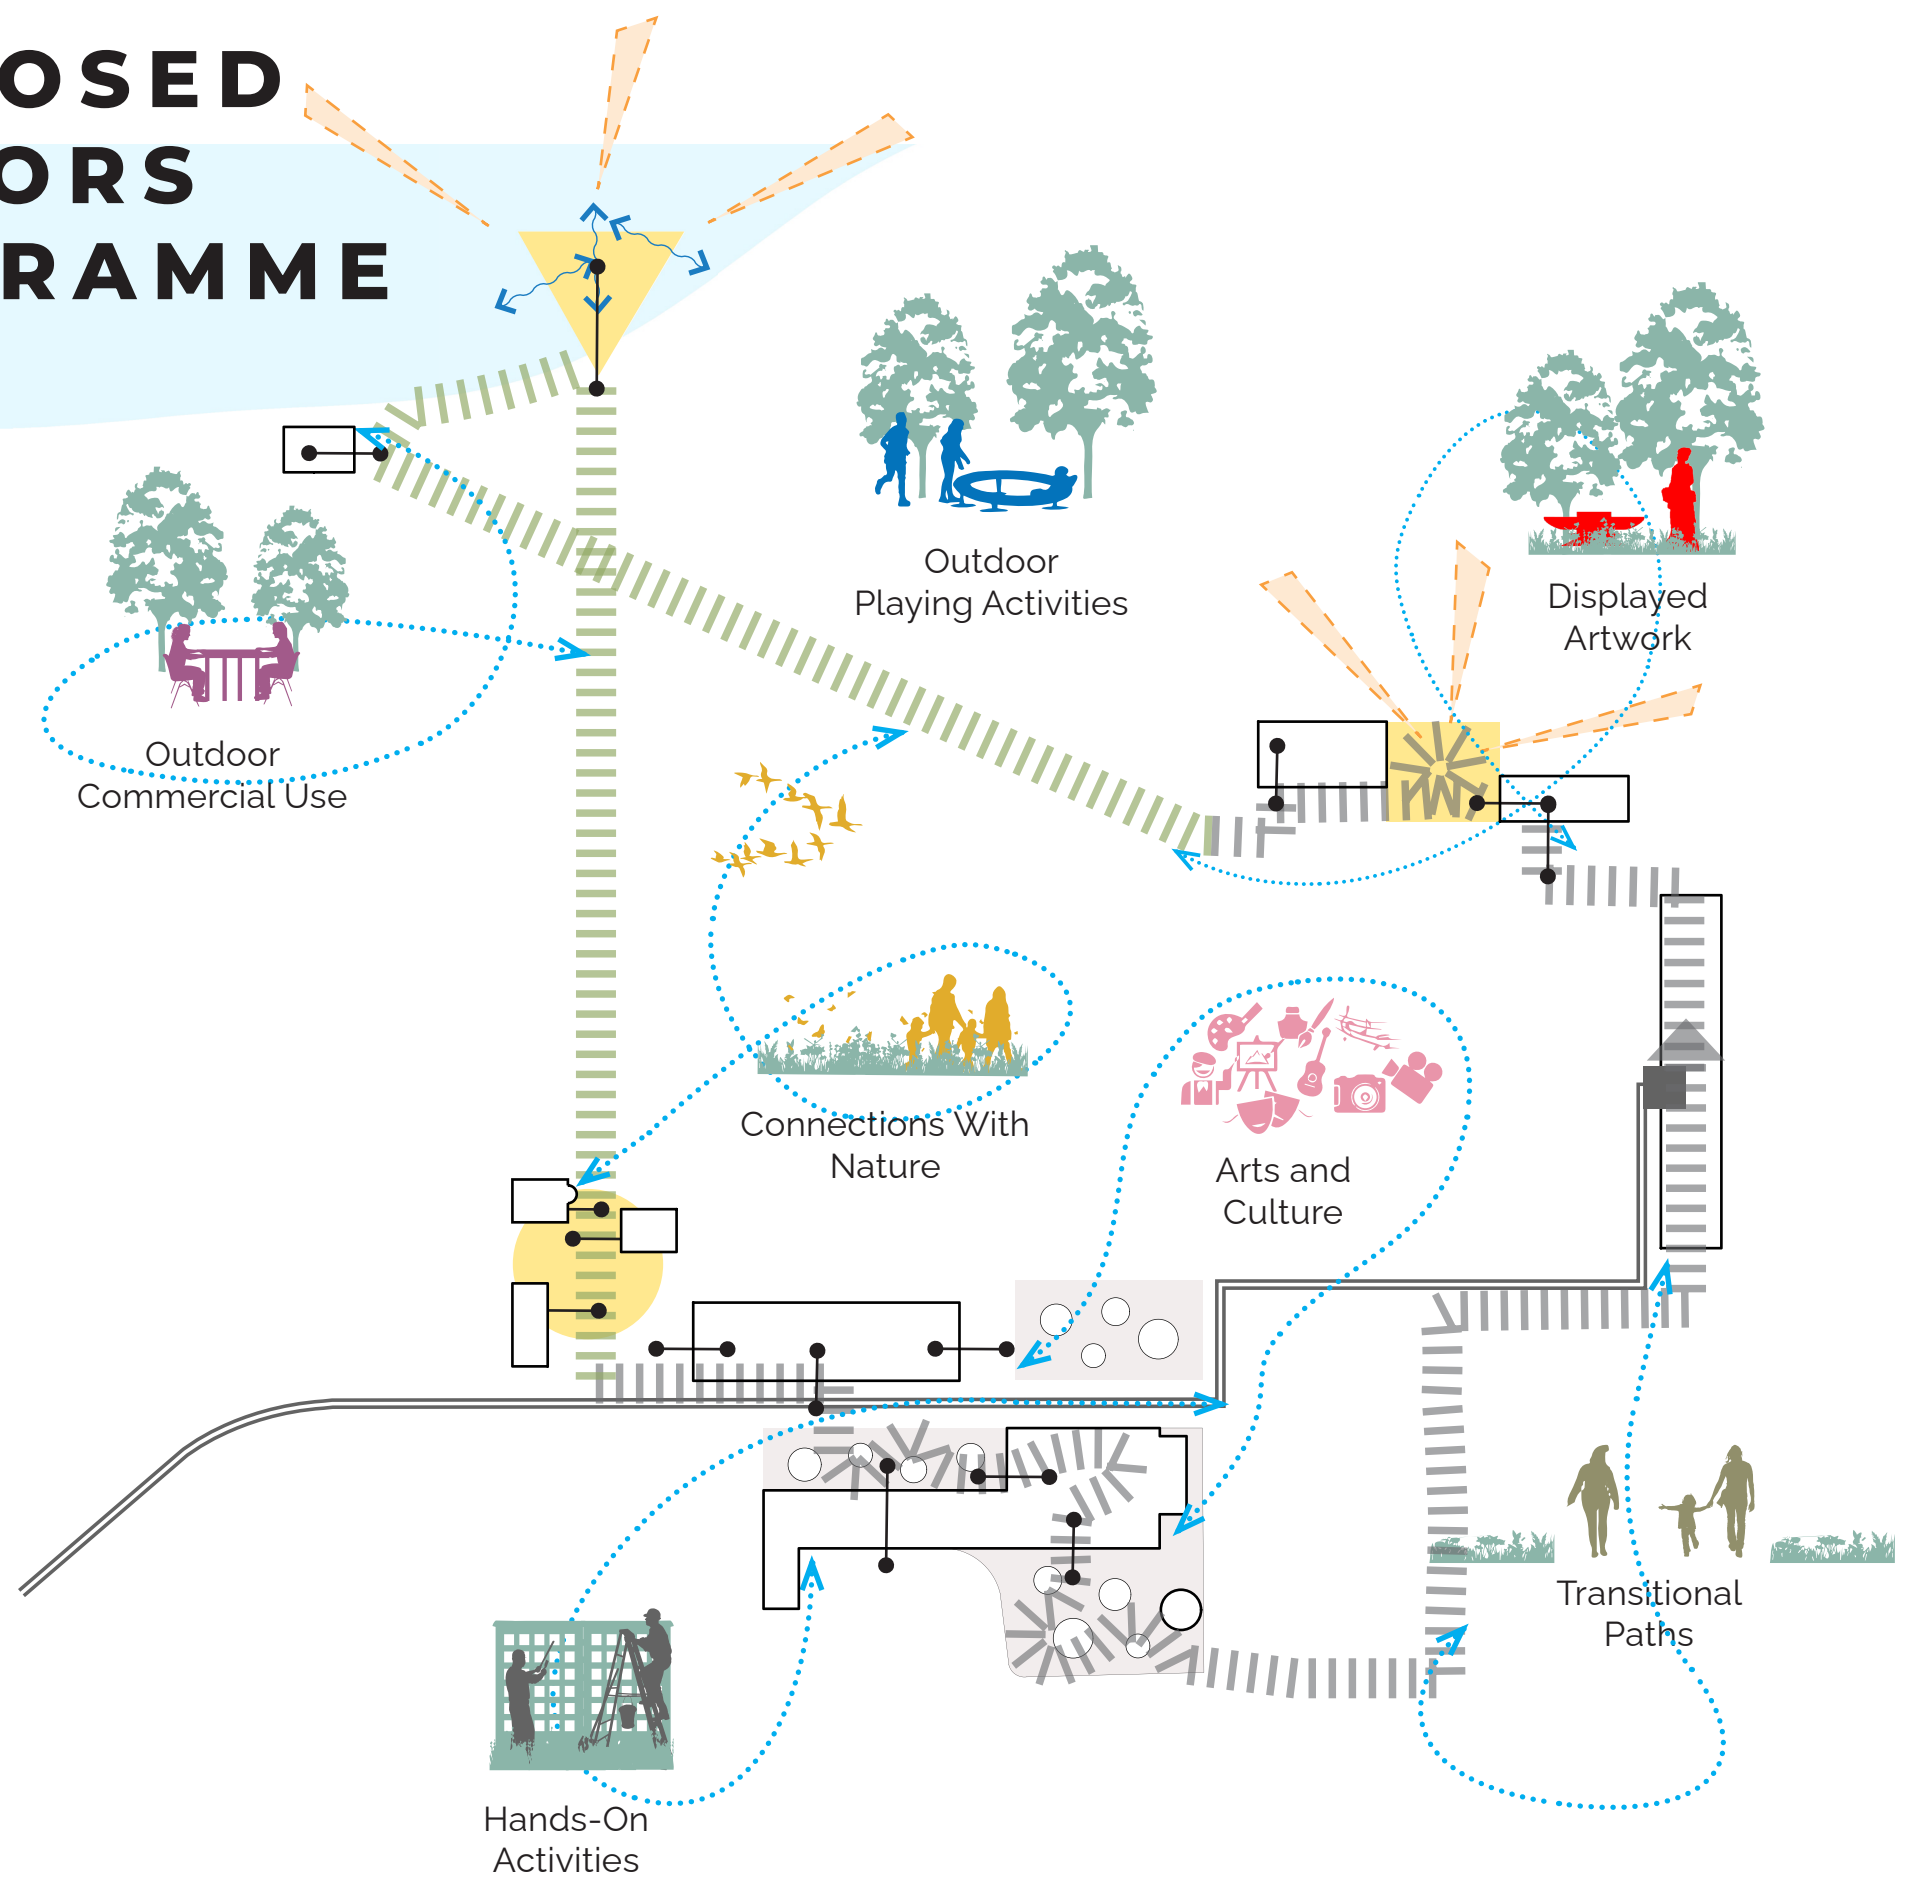 OSED
ORS
RAMME
Outdoor
Playing Activities
Displayed
Artwork
Outdoor
Commercial Use
Connections With
Nature
Arts and
Culture
Transitional
Paths
Hands-On
Activities